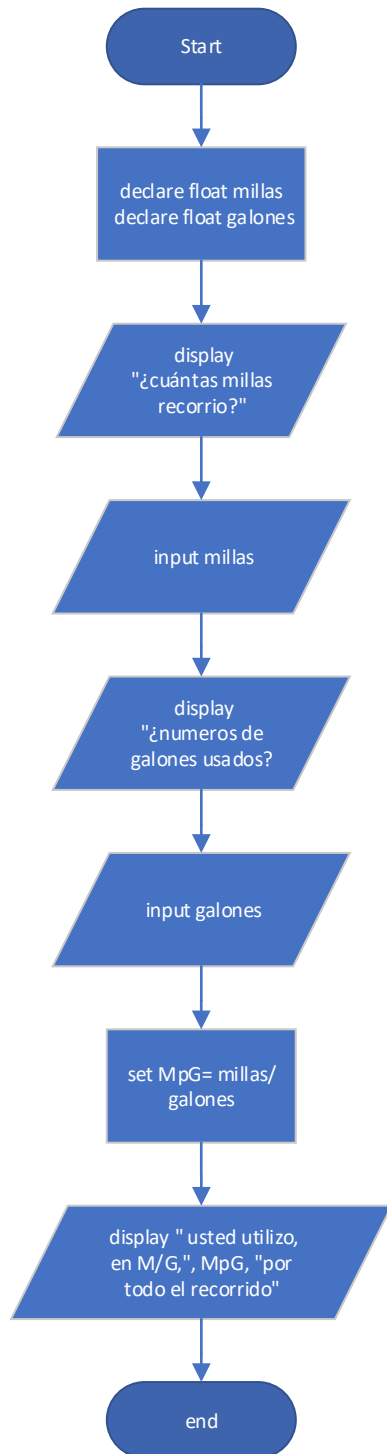 Start
declare float millas
declare float galones
display
"¿cuántas millas
recorrio?"
input millas
display
"¿numeros de
galones usados?
input galones
set MpG= millas/
galones
display " usted utilizo,
en M/G,", MpG, "por
todo el recorrido"
end